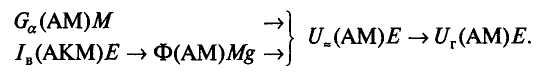 G_α(AM)M →
I_в(AKM)E → Φ(AM)Mg → } U_≈(AM)E → U_г(AM)E.